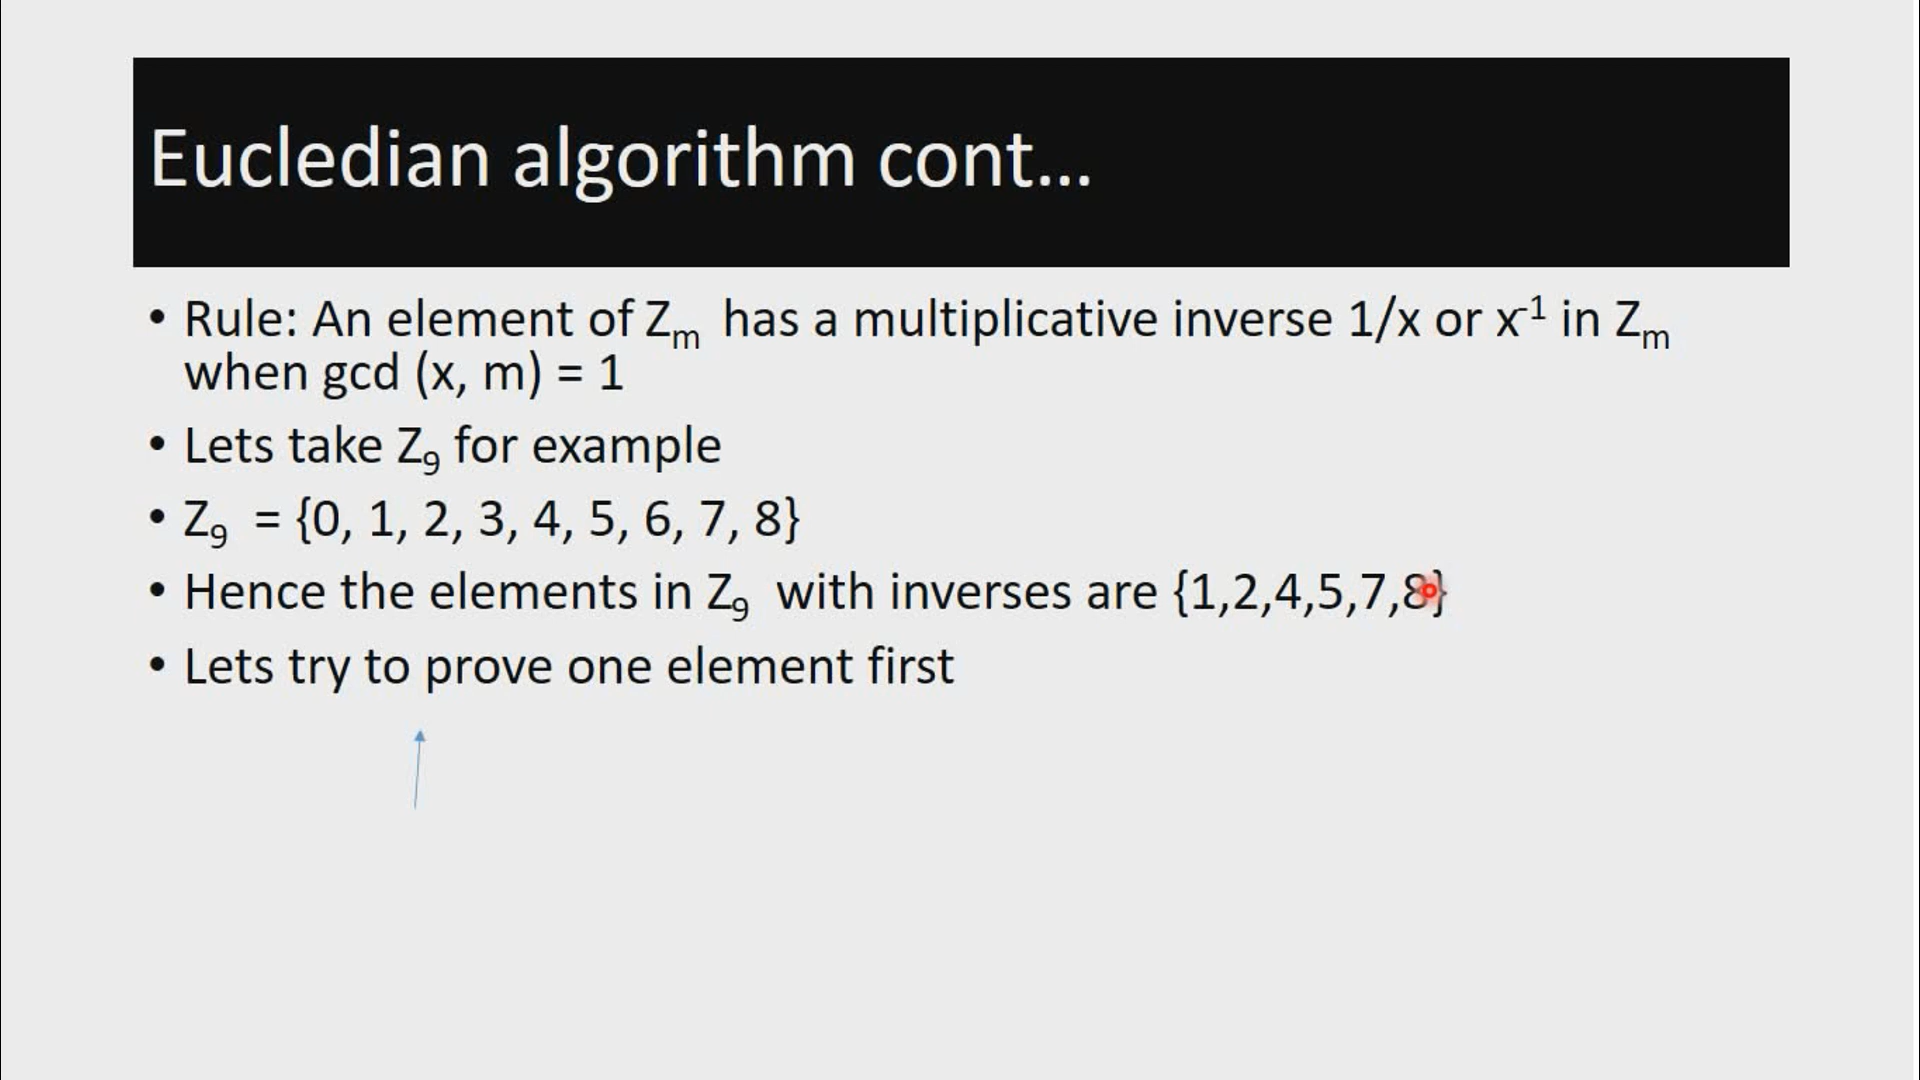 Eucledian algorithm cont...
• Rule: An element of Zₘ has a multiplicative inverse 1/x or x⁻¹ in Zₘ
when gcd (x, m) = 1
• Lets take Z₉ for example
• Z₉ = {0, 1, 2, 3, 4, 5, 6, 7, 8}
• Hence the elements in Z₉ with inverses are {1,2,4,5,7,8}
• Lets try to prove one element first